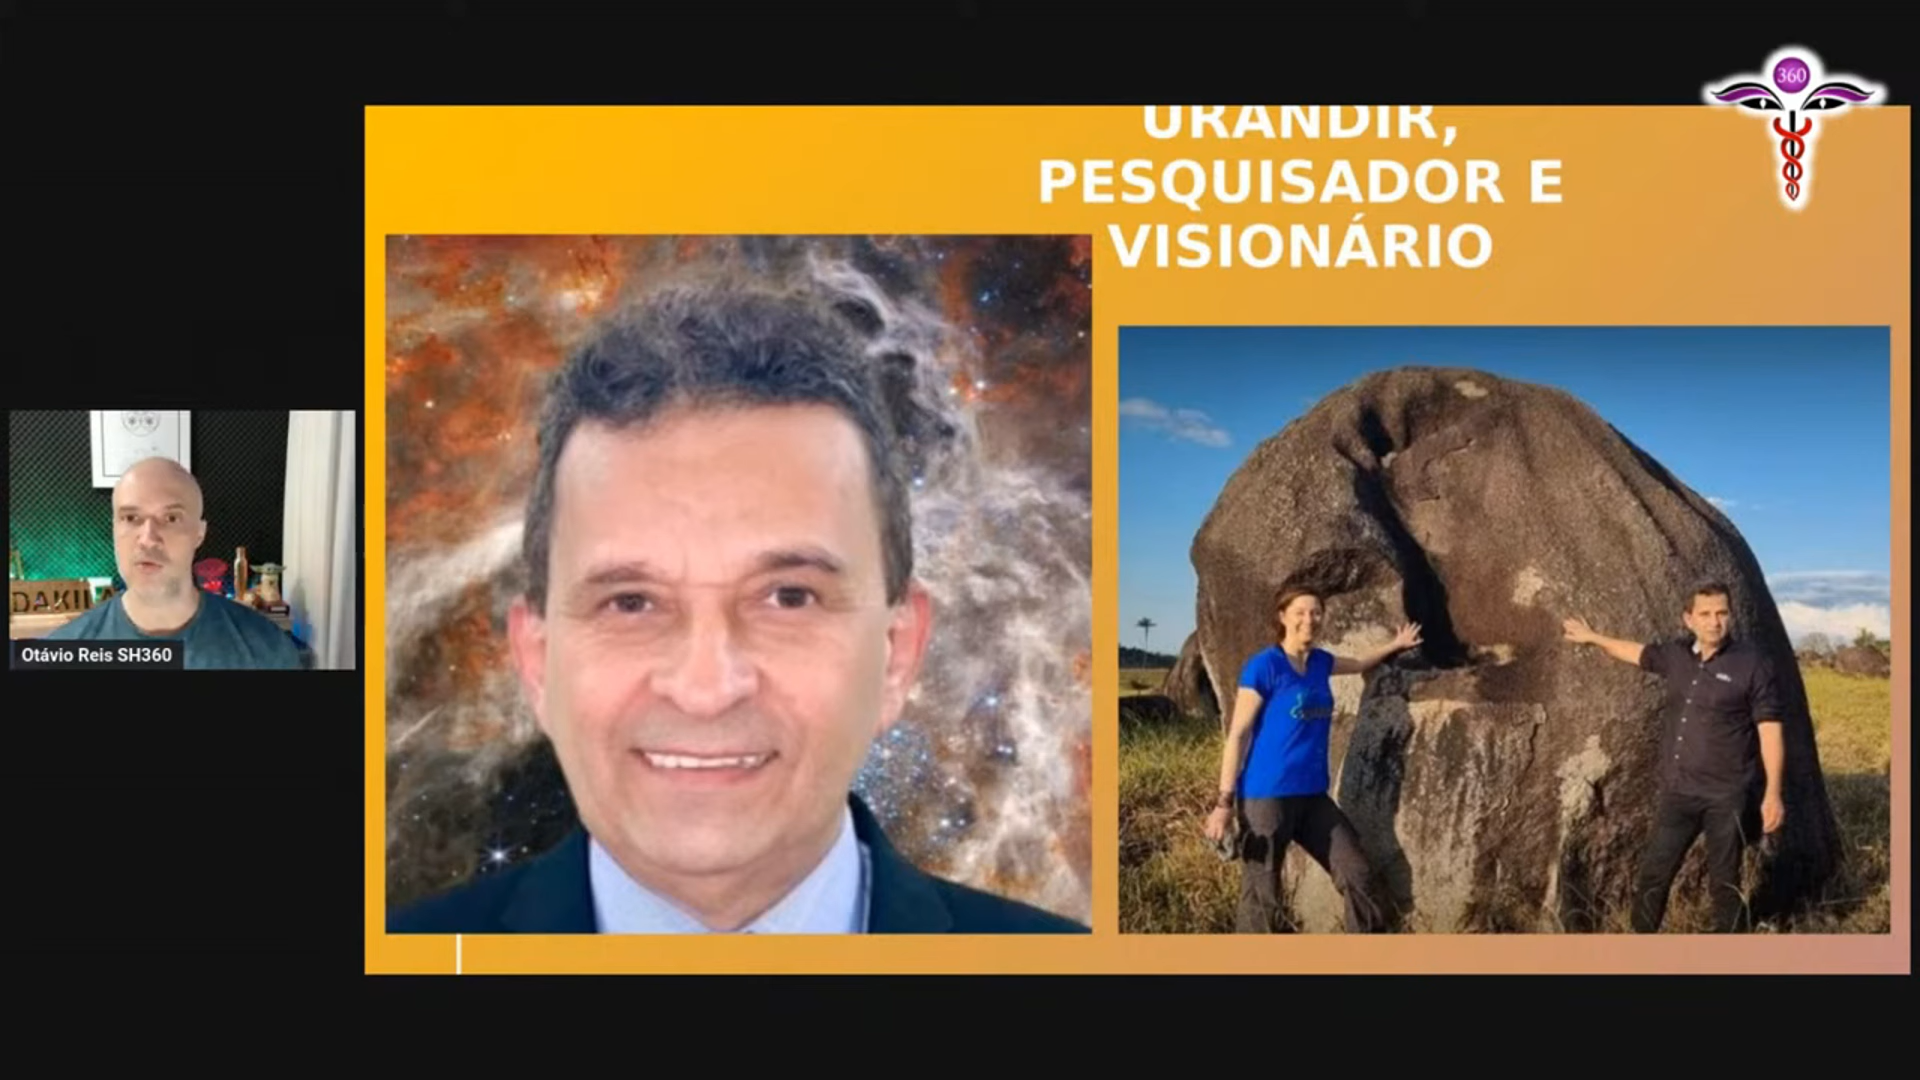 360
URANDIR,
PESQUISADOR E
VISIONÁRIO
DAKILA
Otávio Reis SH360